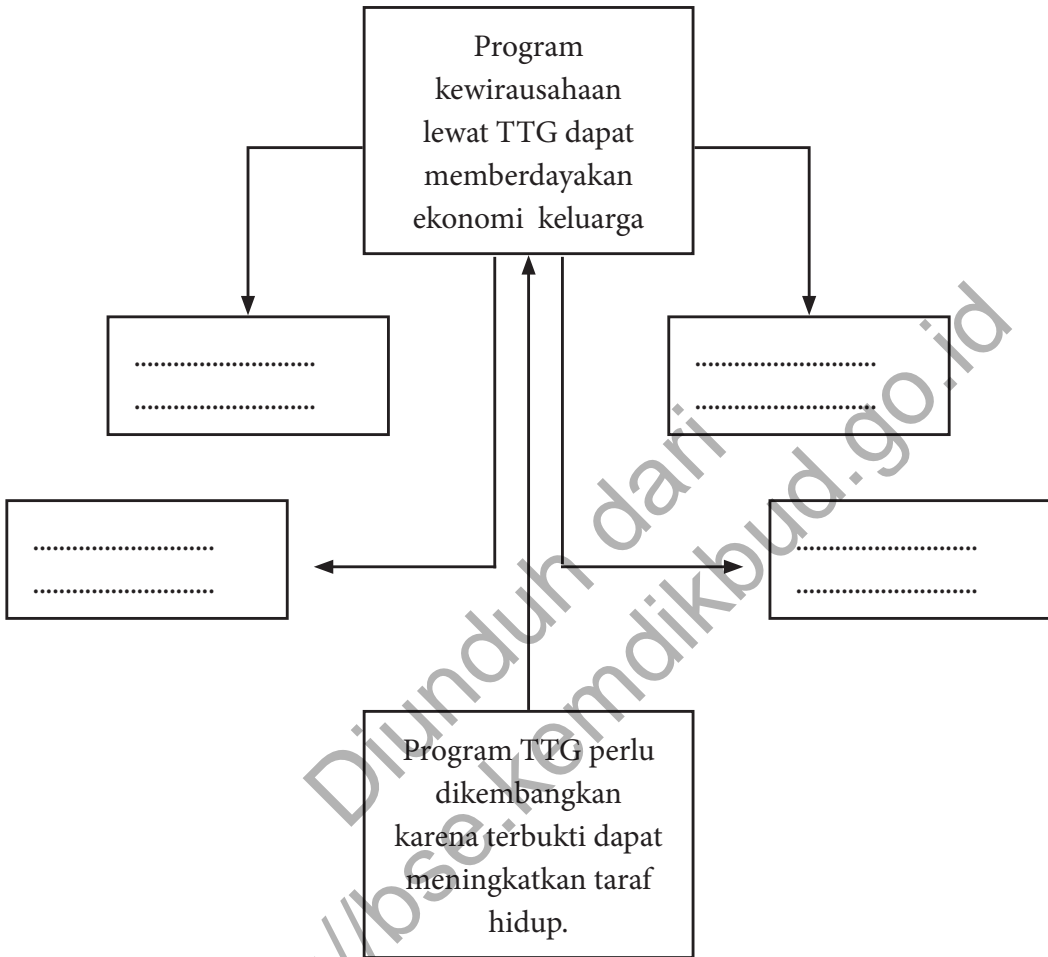 Program
kewirausahaan
lewat TTG dapat
memberdayakan
ekonomi keluarga
............................
............................
............................
............................
............................
............................
............................
............................
Program TTG perlu
dikembangkan
karena terbukti dapat
meningkatkan taraf
hidup.
Diunduh dari
//bse.kemdikbud.go.id